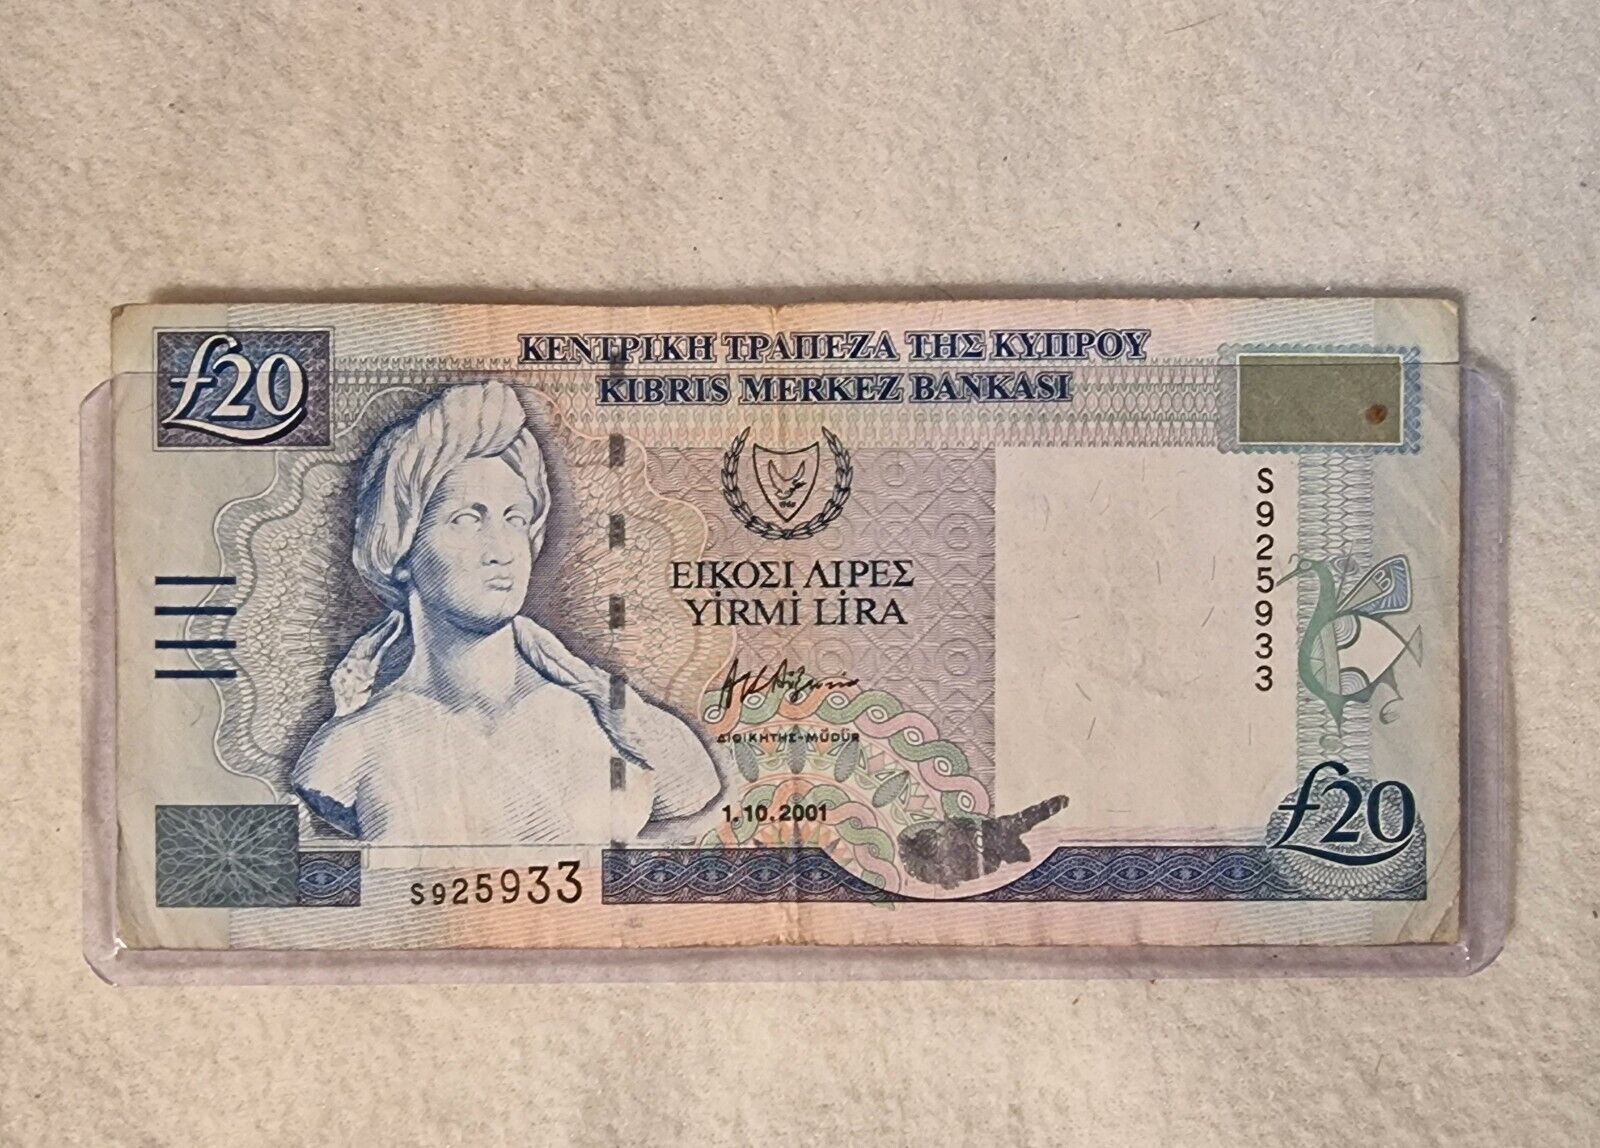 £20
ΚΕΝΤΡΙΚΗ ΤΡΑΠΕΖΑ ΤΗΣ ΚΥΠΡΟΥ
KIBRIS MERKEZ BANKASI
ΕΙΚΟΣΙ ΛΙΡΕΣ
YİRMİ LİRA
ΔΙΟΙΚΗΤΗΣ-MÜDÜR
1.10.2001
S925933
S925933
£20